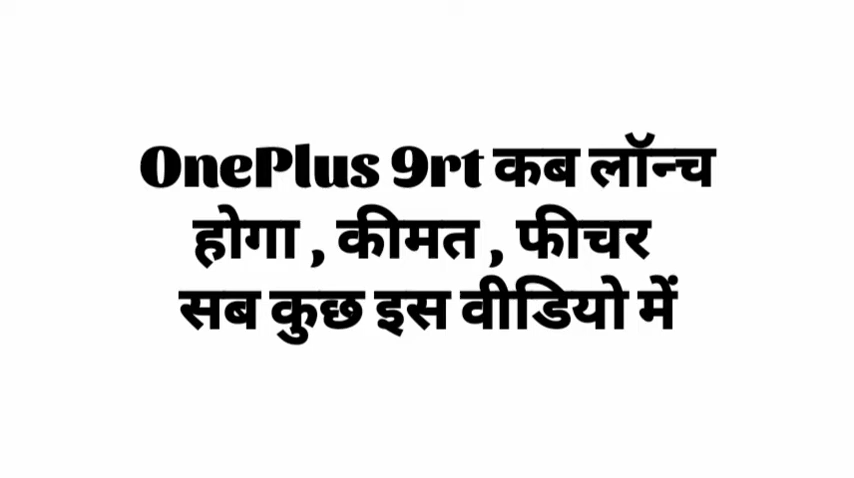 OnePlus 9rt कब लॉन्च
होगा , कीमत , फीचर
सब कुछ इस वीडियो में